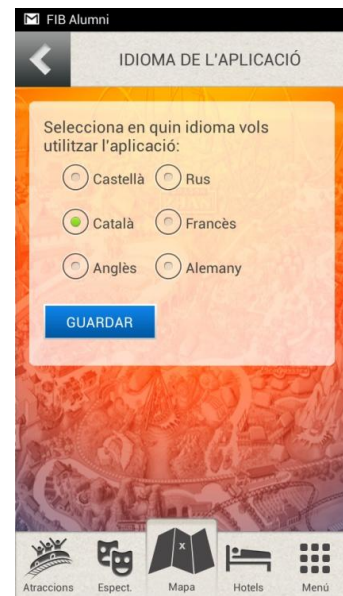 FIB Alumni
IDIOMA DE L'APLICACIÓ
Selecciona en quin idioma vols
utilitzar l'aplicació:
Castellà Rus
Català Francès
Anglès Alemany
GUARDAR
x
Atraccions Espect. Mapa Hotels Menú